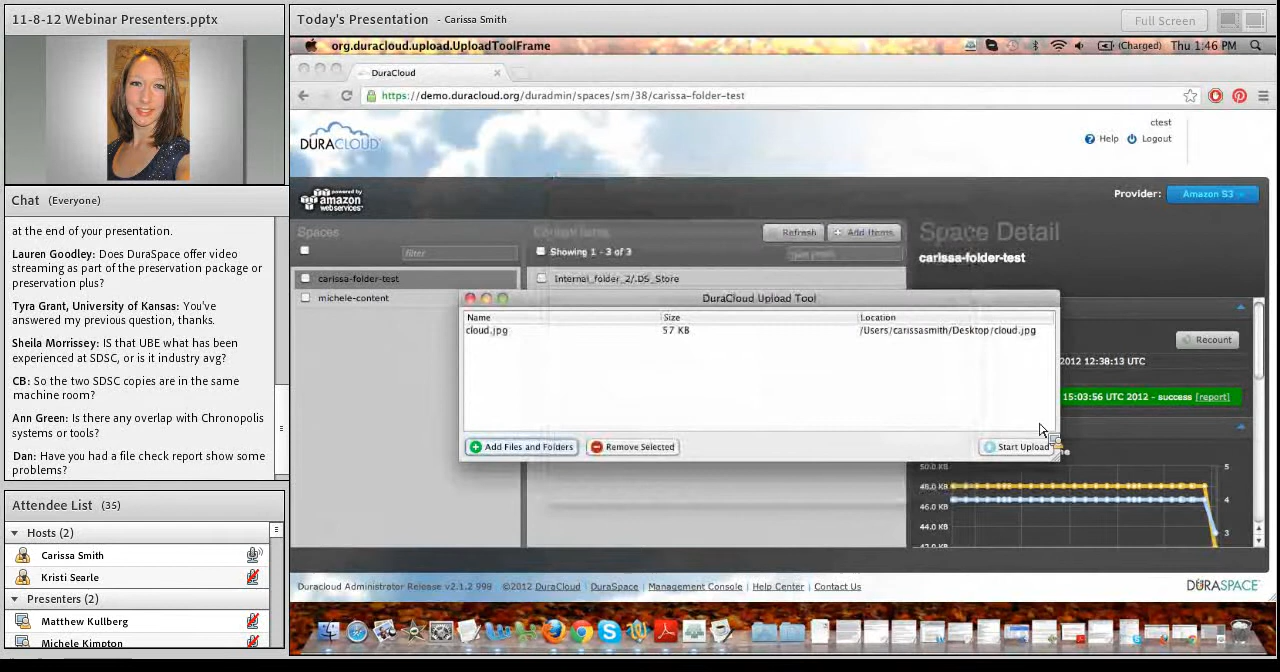 11-8-12 Webinar Presenters.pptx
Chat (Everyone)
at the end of your presentation.
Lauren Goodley: Does DuraSpace offer video
streaming as part of the preservation package or
preservation plus?
Tyra Grant, University of Kansas: You've
answered my previous question, thanks.
Sheila Morrissey: IS that UBE what has been
experienced at SDSC, or is it industry avg?
CB: So the two SDSC copies are in the same
machine room?
Ann Green: Is there any overlap with Chronopolis
systems or tools?
Dan: Have you had a file check report show some
problems?
Attendee List (35)
Hosts (2)
Carissa Smith
Kristi Searle
Presenters (2)
Matthew Kullberg
Michele Kimpton
Today's Presentation - Carissa Smith
Full Screen
org.duracloud.upload.UploadToolFrame
(Charged) Thu 1:46 PM
DuraCloud
https://demo.duracloud.org/duradmin/spaces/sm/38/carissa-folder-test
DURACLOUD
ctest
Help Logout
powered by
amazon
webservices
Provider: Amazon S3
Spaces
filter
carissa-folder-test
michele-content
Content Items
Refresh Add Items
Showing 1 - 3 of 3
Internal_folder_2/.DS_Store
Space Detail
carissa-folder-test
Recount
2012 12:38:13 UTC
15:03:56 UTC 2012 - success [report]
DuraCloud Upload Tool
Name Size Location
cloud.jpg 57 KB /Users/carissasmith/Desktop/cloud.jpg
Add Files and Folders Remove Selected Start Upload
50.0 KB 5
48.0 KB 4
46.0 KB
44.0 KB 3
Duracloud Administrator Release v2.1.2 999 ©2012 DuraCloud DuraSpace Management Console Help Center Contact Us
DURASPACE